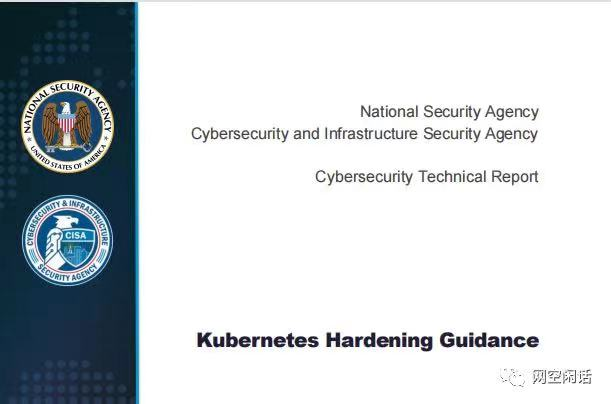 National Security Agency
Cybersecurity and Infrastructure Security Agency
Cybersecurity Technical Report
NATIONAL SECURITY AGENCY
UNITED STATES OF AMERICA
CYBERSECURITY & INFRASTRUCTURE
CISA
SECURITY AGENCY
Kubernetes Hardening Guidance
网空闲话